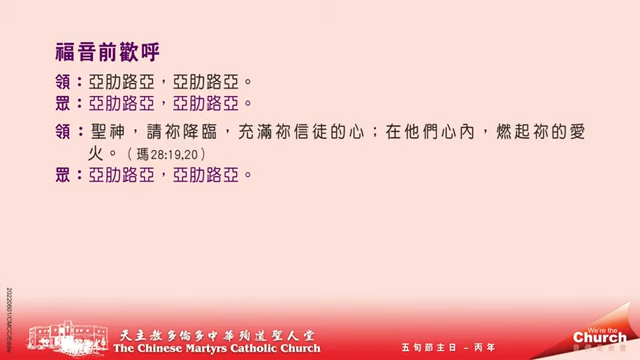 福音前歡呼
領：亞肋路亞，亞肋路亞。
眾：亞肋路亞，亞肋路亞。
領：聖神，請祢降臨，充滿祢信徒的心；在他們心內，燃起祢的愛
火。（瑪28:19,20）
眾：亞肋路亞，亞肋路亞。
天主教多倫多中華殉道聖人堂
The Chinese Martyrs Catholic Church
五旬節主日 – 丙年
We're the
Church